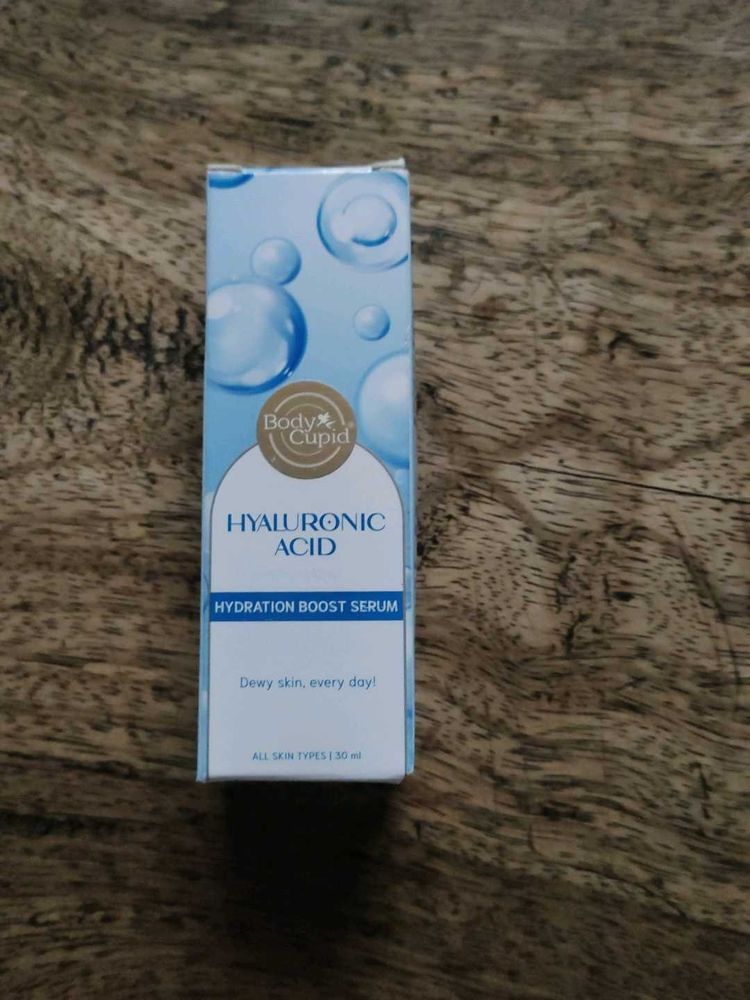 Body
Cupid
HYALURONIC
ACID
HYDRATION BOOST SERUM
Dewy skin, every day!
ALL SKIN TYPES | 30 ml